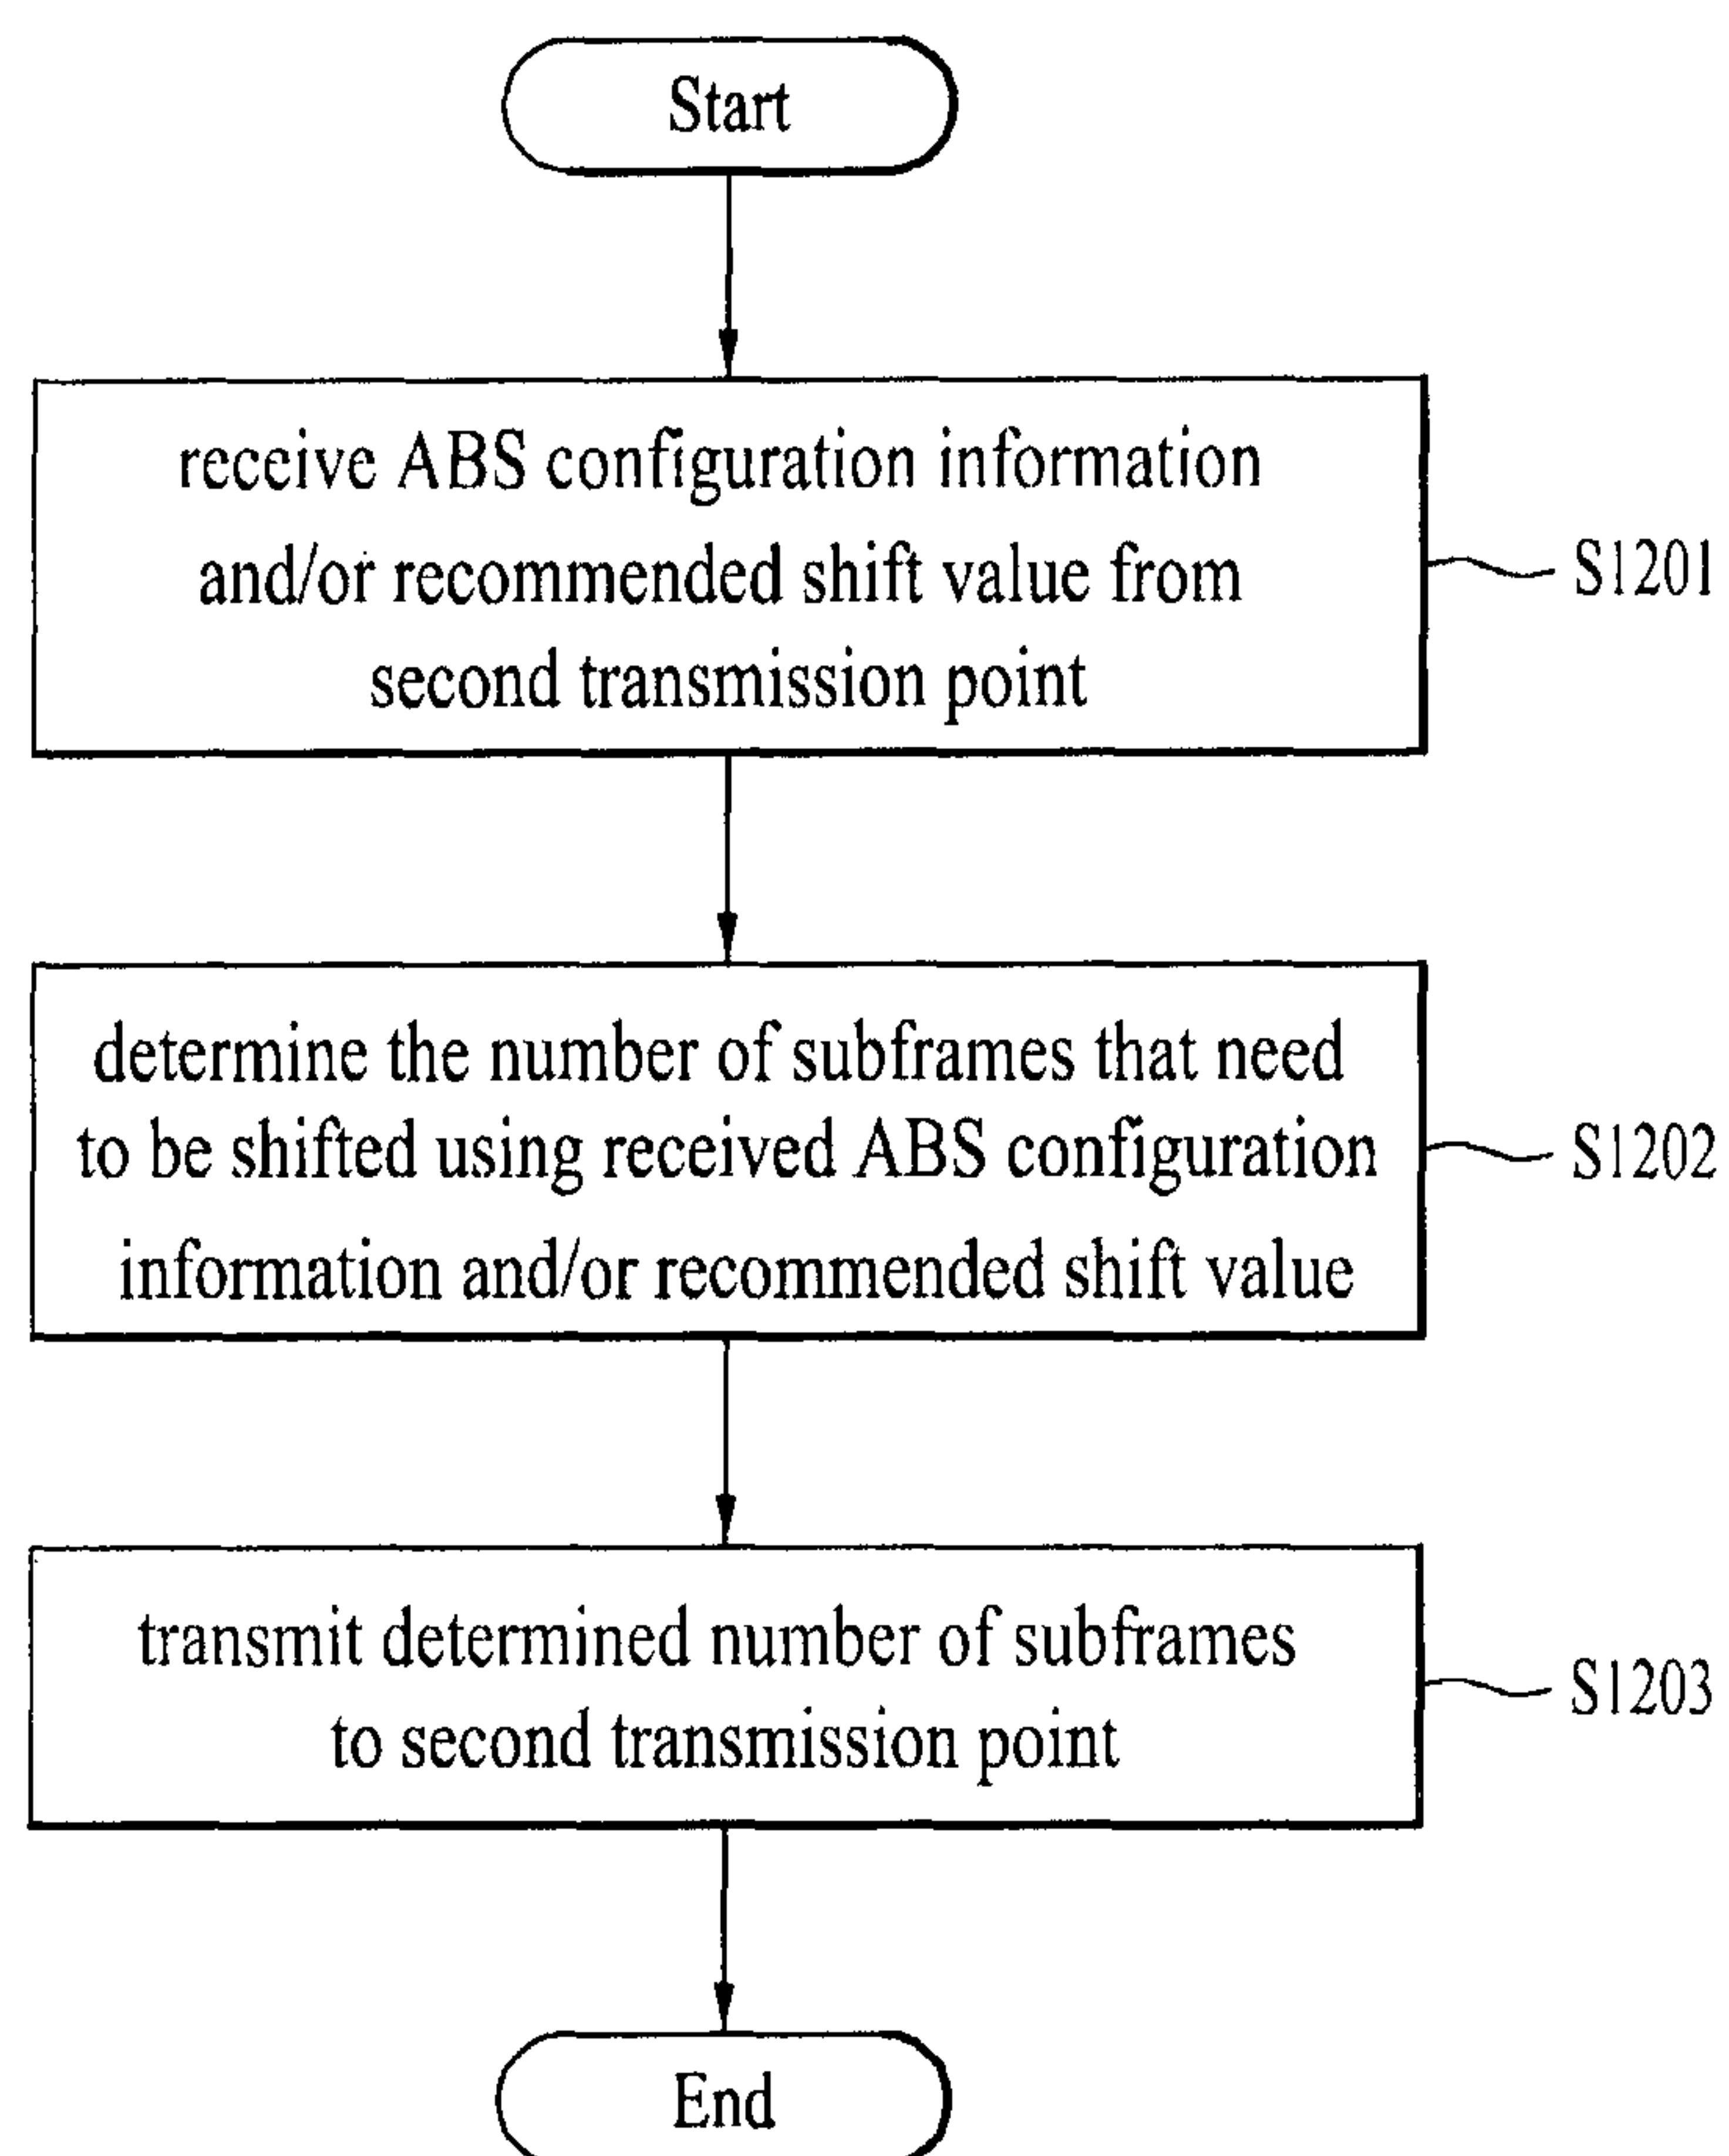 Start
receive ABS configuration information
and/or recommended shift value from
second transmission point
S1201
determine the number of subframes that need
to be shifted using received ABS configuration
information and/or recommended shift value
S1202
transmit determined number of subframes
to second transmission point
S1203
End